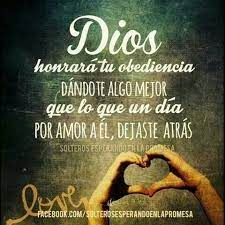 Dios
honrará tu obediencia
DÁNDOTE ALGO MEJOR
que lo que un día
POR AMOR A ÉL, DEJASTE ATRÁS
SOLTEROS ESPERANDO EN LA PROMESA
love
FACEBOOK.COM/SOLTEROSESPERANDOENLAPROMESA